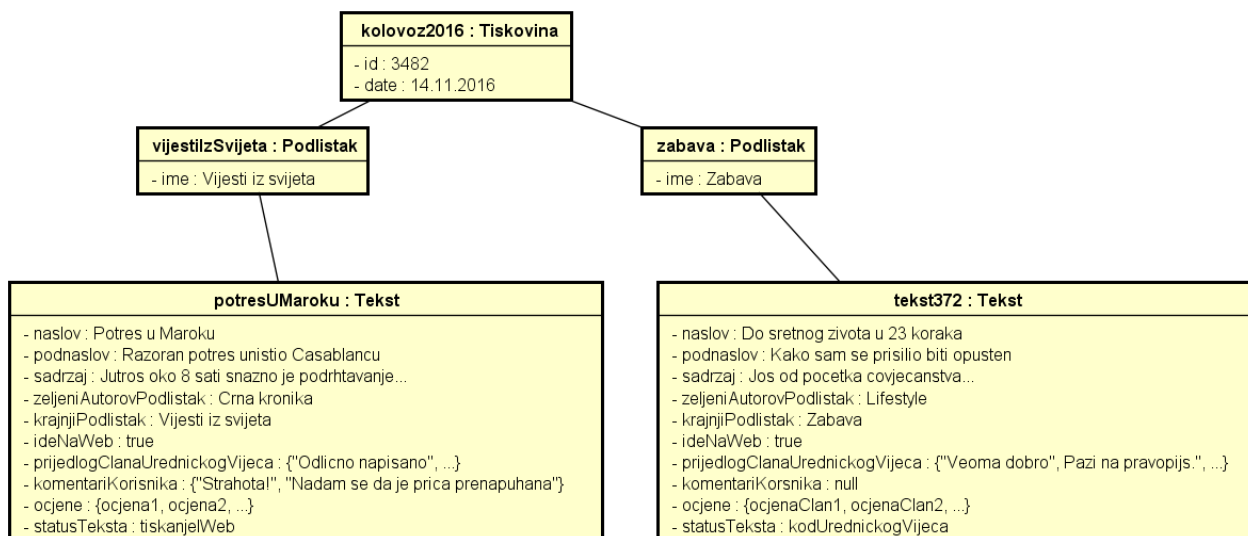 kolovoz2016 : Tiskovina
- id : 3482
- date : 14.11.2016
vijestiIzSvijeta : Podlistak
- ime : Vijesti iz svijeta
zabava : Podlistak
- ime : Zabava
potresUMaroku : Tekst
- naslov : Potres u Maroku
- podnaslov : Razoran potres unistio Casablancu
- sadrzaj : Jutros oko 8 sati snazno je podrhtavanje...
- zeljeniAutorovPodlistak : Crna kronika
- krajnjiPodlistak : Vijesti iz svijeta
- ideNaWeb : true
- prijedlogClanaUrednickogVijeca : {"Odlicno napisano", ...}
- komentariKorisnika : {"Strahota!", "Nadam se da je prica prenapuhana"}
- ocjene : {ocjena1, ocjena2, ...}
- statusTeksta : tiskanjeIWeb
tekst372 : Tekst
- naslov : Do sretnog zivota u 23 koraka
- podnaslov : Kako sam se prisilio biti opusten
- sadrzaj : Jos od pocetka covjecanstva...
- zeljeniAutorovPodlistak : Lifestyle
- krajnjiPodlistak : Zabava
- ideNaWeb : true
- prijedlogClanaUrednickogVijeca : {"Veoma dobro", Pazi na pravopijs.", ...}
- komentariKorsnika : null
- ocjene : {ocjenaClan1, ocjenaClan2, ...}
- statusTeksta : kodUrednickogVijeca